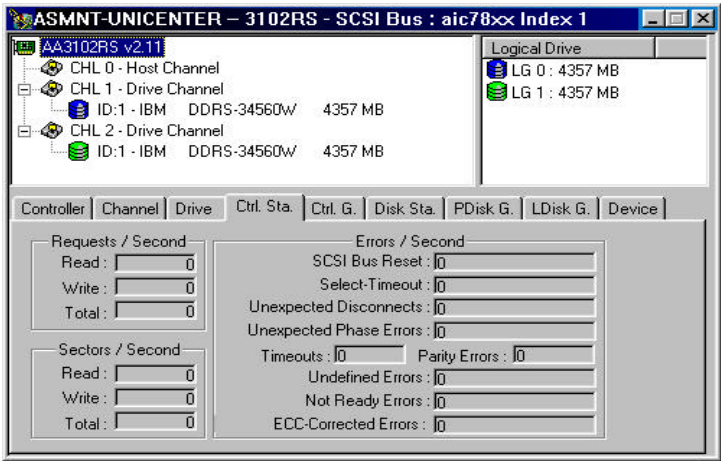 ASMNT-UNICENTER – 3102RS - SCSI Bus : aic78xx Index 1
AA3102RS v2.11
CHL 0 - Host Channel
CHL 1 - Drive Channel
ID:1 - IBM DDRS-34560W 4357 MB
CHL 2 - Drive Channel
ID:1 - IBM DDRS-34560W 4357 MB
Logical Drive
LG 0 : 4357 MB
LG 1 : 4357 MB
Controller Channel Drive Ctrl. Sta. Ctrl. G. Disk Sta. PDisk G. LDisk G. Device
Requests / Second
Read : 0
Write : 0
Total : 0
Sectors / Second
Read : 0
Write : 0
Total : 0
Errors / Second
SCSI Bus Reset : 0
Select-Timeout : 0
Unexpected Disconnects : 0
Unexpected Phase Errors : 0
Timeouts : 0 Parity Errors : 0
Undefined Errors : 0
Not Ready Errors : 0
ECC-Corrected Errors : 0